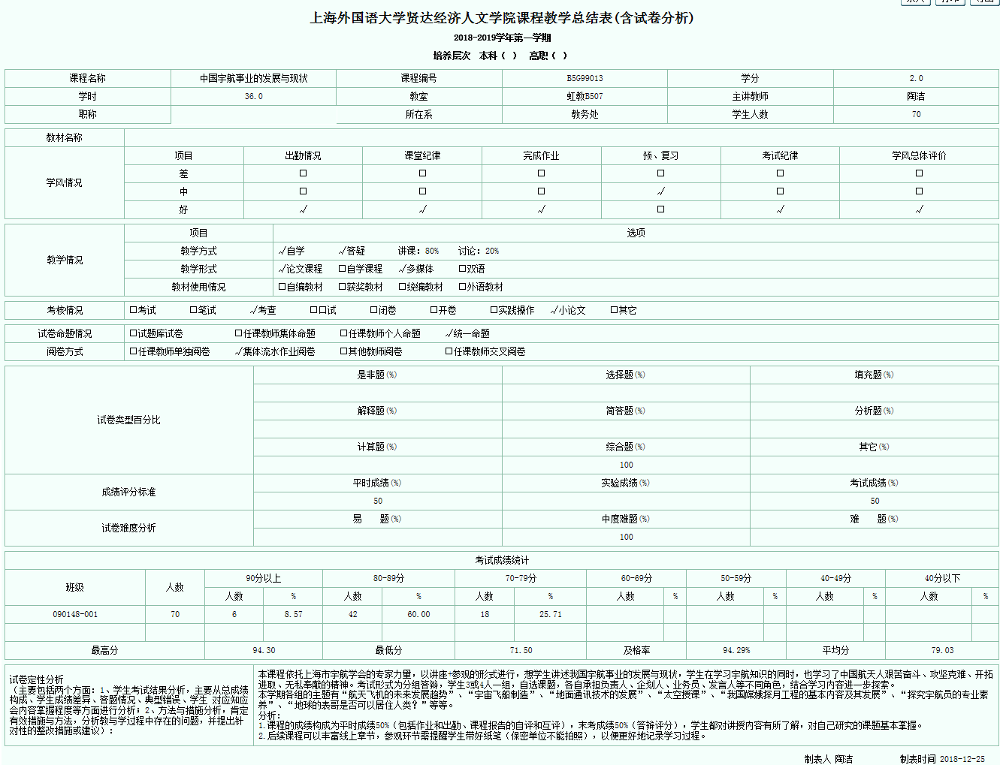 上海外国语大学贤达经济人文学院课程教学总结表(含试卷分析)
2018-2019学年第一学期
培养层次 本科（ ） 高职（ ）
课程名称 中国宇航事业的发展与现状 课程编号 B5G99013 学分 2.0
学时 36.0 教室 虹教B507 主讲教师 陶洁
职称 所在系 教务处 学生人数 70
教材名称
学风情况
项目 出勤情况 课堂纪律 完成作业 预、复习 考试纪律 学风总体评价
差 □ □ □ □ □ □
中 □ □ □ √ □ □
好 √ √ √ □ √ √
教学情况
项目 选项
教学方式 √自学 √答疑 讲课：80% 讨论：20%
教学形式 √论文课程 □自学课程 √多媒体 □双语
教材使用情况 □自编教材 □获奖教材 □统编教材 □外语教材
考核情况 □考试 □笔试 √考查 □口试 □闭卷 □开卷 □实践操作 √小论文 □其它
试卷命题情况 □试题库试卷 □任课教师集体命题 □任课教师个人命题 √统一命题
阅卷方式 □任课教师单独阅卷 √集体流水作业阅卷 □其他教师阅卷 □任课教师交叉阅卷
试卷类型百分比
是非题(%) 选择题(%) 填充题(%)
解释题(%) 简答题(%) 分析题(%)
计算题(%) 综合题(%) 其它(%)
100
成绩评分标准
平时成绩(%) 实验成绩(%) 考试成绩(%)
50 50
试卷难度分析
易 题(%) 中度难题(%) 难 题(%)
100
考试成绩统计
班级 人数 90分以上 80-89分 70-79分 60-69分 50-59分 40-49分 40分以下
人数 % 人数 % 人数 % 人数 % 人数 % 人数 % 人数 %
090148-001 70 6 8.57 42 60.00 18 25.71
最高分 94.30 最低分 71.50 及格率 94.29% 平均分 79.03
试卷定性分析
（主要包括两个方面：1、学生考试结果分析，主要从总成绩
构成、学生成绩差异、答题情况、典型错误、学生 对应知应
会内容掌握程度等方面进行分析；2、方法与措施分析，肯定
有效措施与方法，分析教与学过程中存在的问题，并提出针
对性的整改措施或建议）：
本课程依托上海市宇航学会的专家力量，以讲座+参观的形式进行，想学生讲述我国宇航事业的发展与现状，学生在学习宇航知识的同时，也学习了中国航天人艰苦奋斗、攻坚克难、开拓
进取、无私奉献的精神。考试形式为分组答辩，学生3或4人一组，自选课题，各自承担负责人、企划人、业务员、发言人等不同角色，结合学习内容进一步探索。
本学期各组的主题有“航天飞机的未来发展趋势”、“宇宙飞船制造”、“地面通讯技术的发展”、“太空授课”、“我国嫦娥探月工程的基本内容及其发展”、“探究宇航员的专业素
养”、“地球的表哥是否可以居住人类？”等等。
分析：
1.课程的成绩构成为平时成绩50%（包括作业和出勤、课程报告的自评和互评），末考成绩50%（答辩评分），学生都对讲授内容有所了解，对自己研究的课题基本掌握。
2.后续课程可以丰富线上章节，参观环节需提醒学生带好纸笔（保密单位不能拍照），以便更好地记录学习过程。
制表人 陶洁 制表时间 2018-12-25